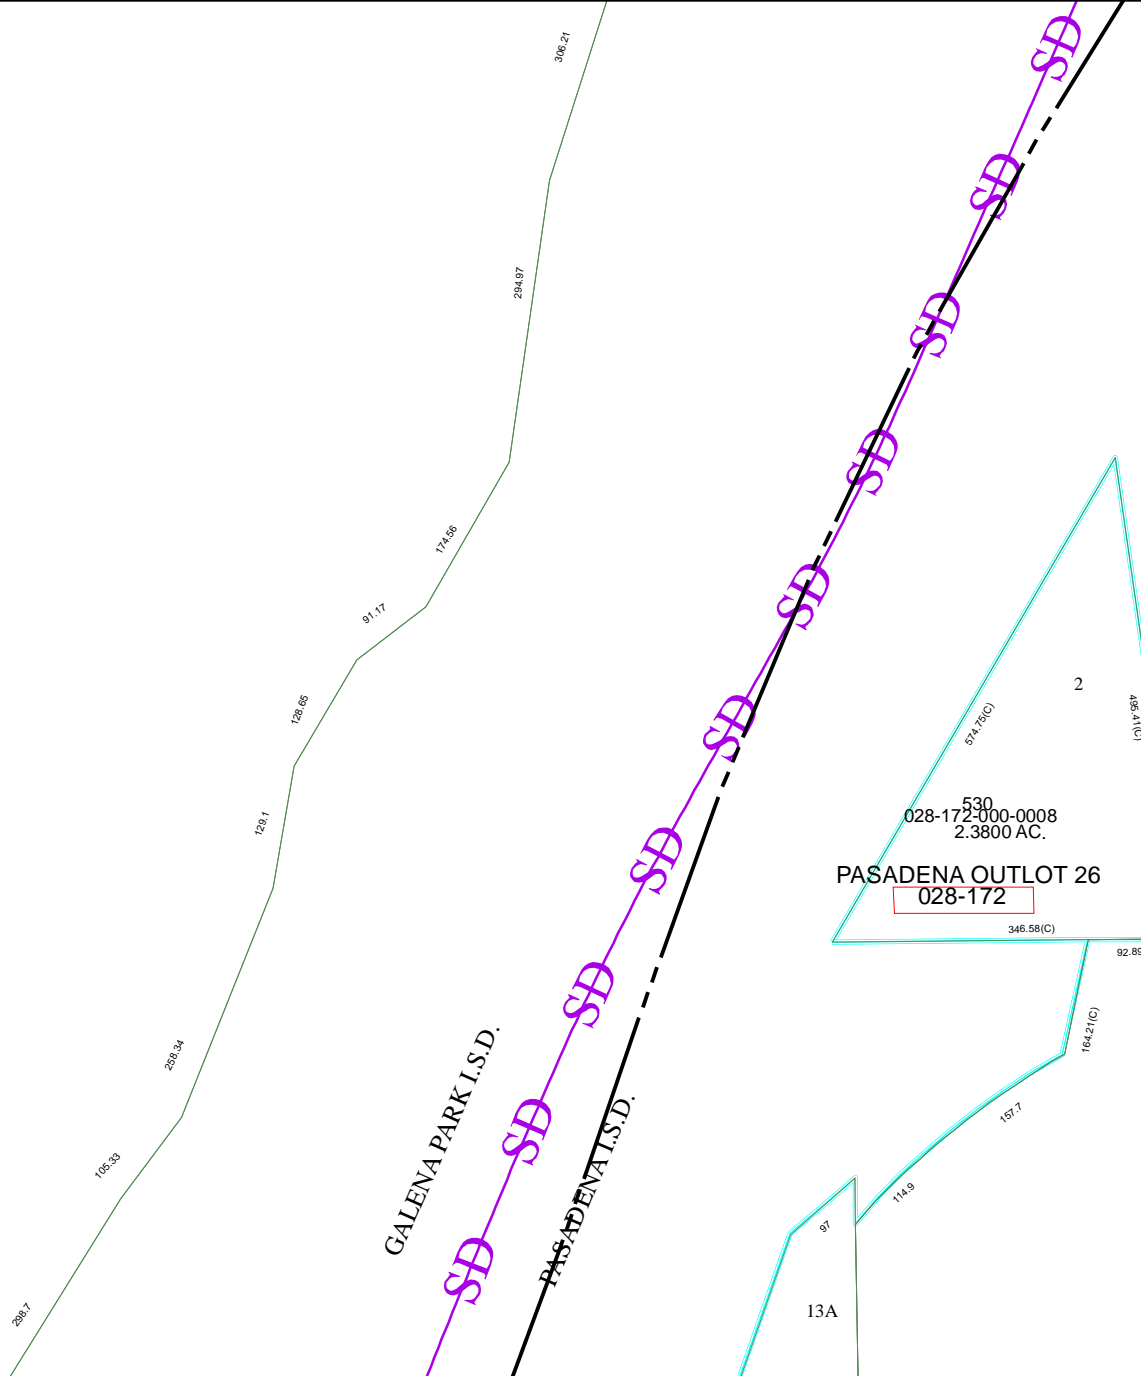 306.21
SD
SD
294.97
SD
SD
174.56
SD
91.17
2
128.65
SD
574.75(C)
495.41(C)
530
028-172-000-0008
2.3800 AC.
129.1
SD
PASADENA OUTLOT 26
028-172
346.58(C)
92.89
SD
258.34
164.21(C)
GALENA PARK I.S.D.
PASADENA I.S.D.
157.7
SD
105.33
114.9
97
SD
13A
298.7